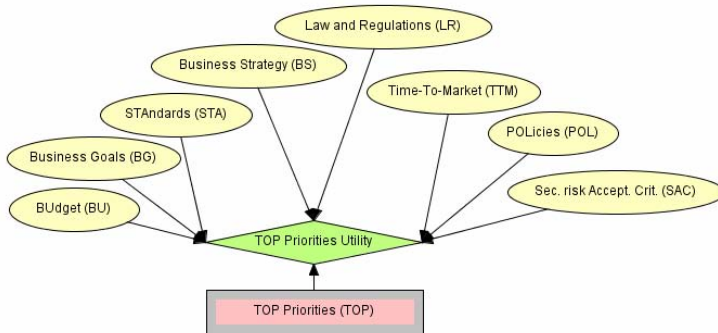 Law and Regulations (LR)
Business Strategy (BS)
Time-To-Market (TTM)
STAndards (STA)
POLicies (POL)
Business Goals (BG)
Sec. risk Accept. Crit. (SAC)
BUdget (BU)
TOP Priorities Utility
TOP Priorities (TOP)